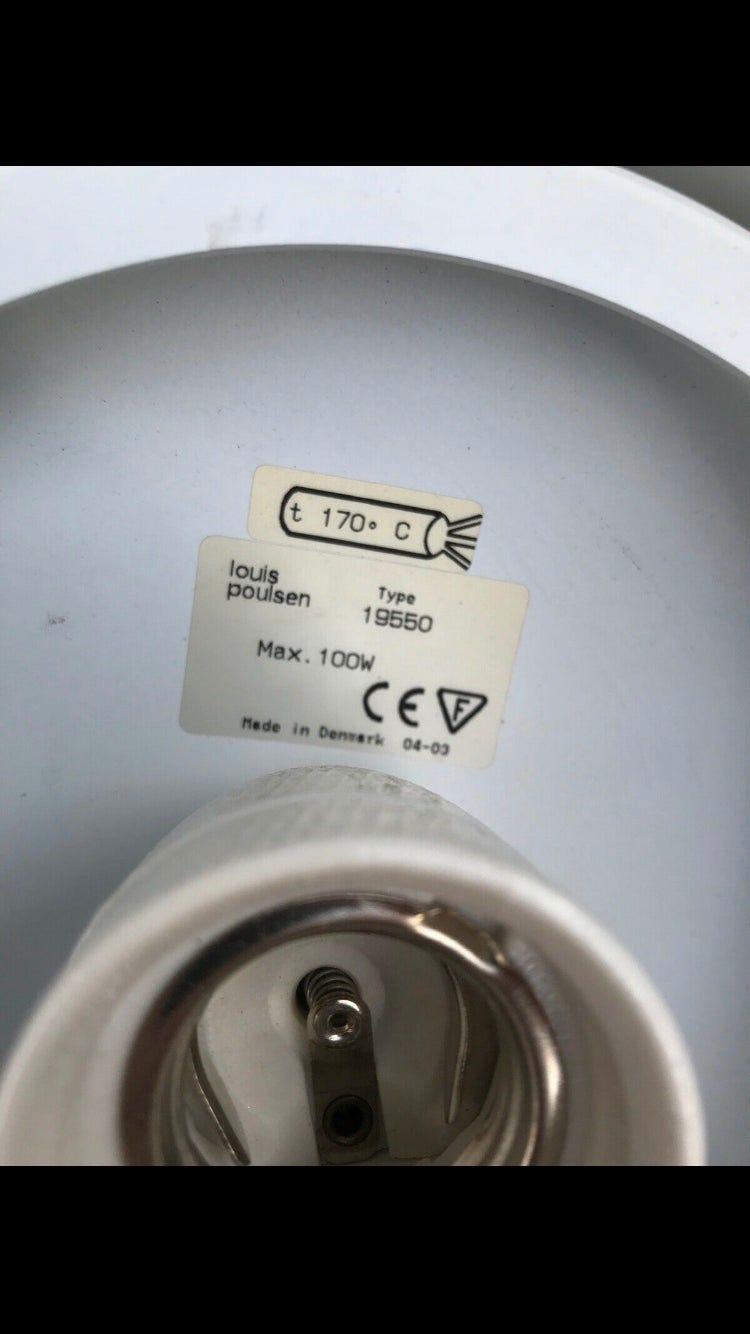 t 170° C
louis
poulsen
Type
19550
Max. 100W
CE F
Made in Denmark 04-03